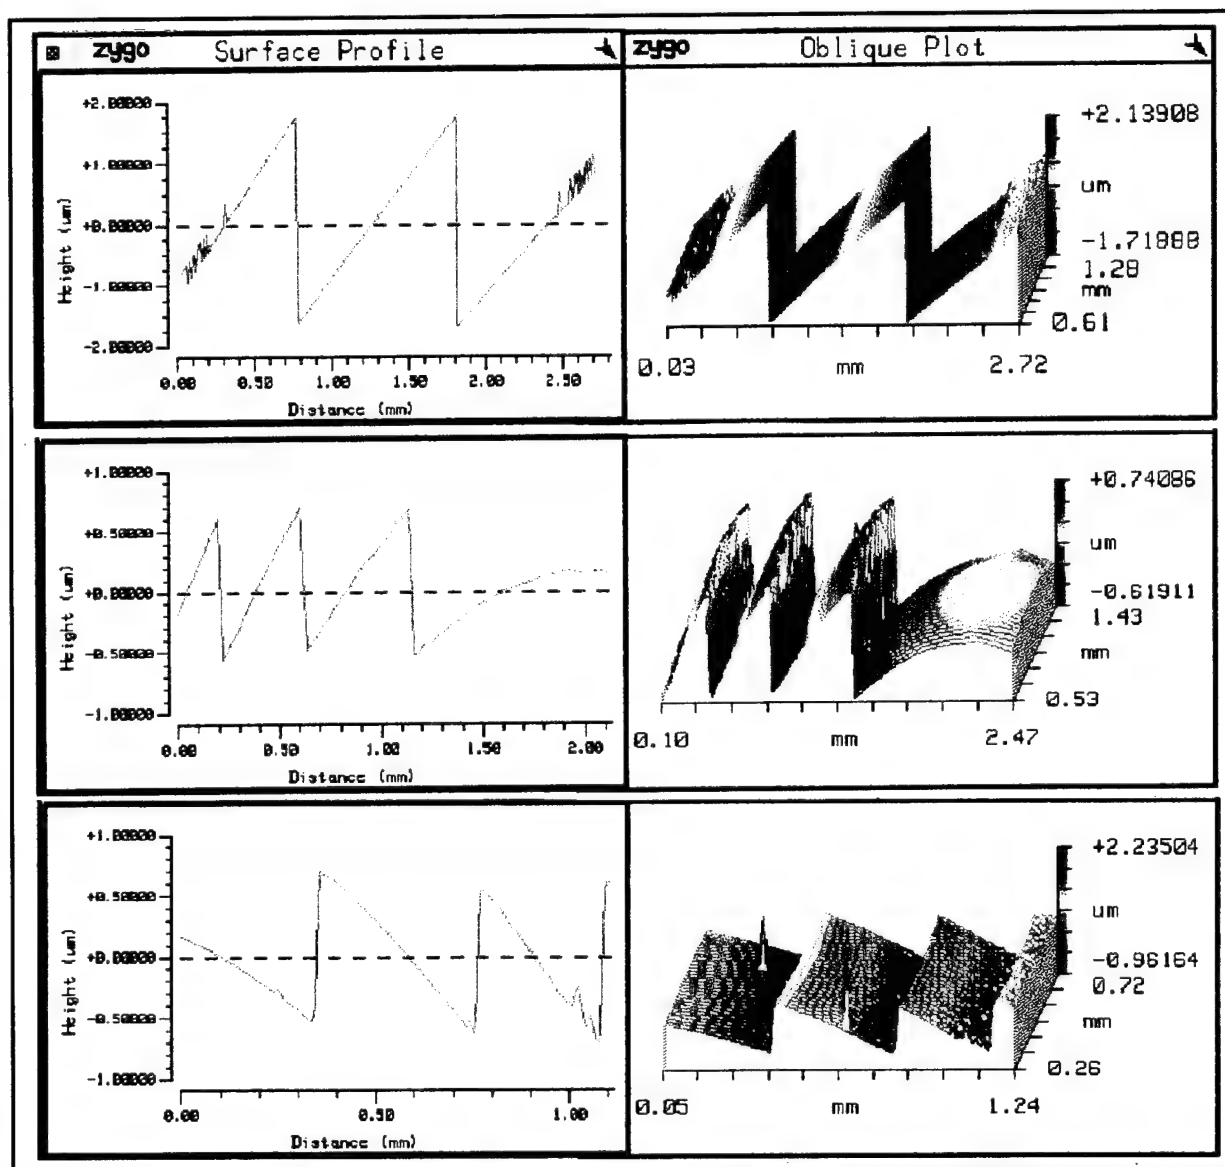 zygo Surface Profile
+2.00000
+1.00000
+0.00000
-1.00000
-2.00000
Height (um)
0.00 0.50 1.00 1.50 2.00 2.50
Distance (mm)
zygo Oblique Plot
+2.13908
um
-1.71888
1.28
mm
0.61
0.03 mm 2.72
+1.00000
+0.50000
+0.00000
-0.50000
-1.00000
Height (um)
0.00 0.50 1.00 1.50 2.00
Distance (mm)
+0.74086
um
-0.61911
1.43
mm
0.53
0.10 mm 2.47
+1.00000
+0.50000
+0.00000
-0.50000
-1.00000
Height (um)
0.00 0.50 1.00
Distance (mm)
+2.23504
um
-0.96164
0.72
mm
0.26
0.05 mm 1.24